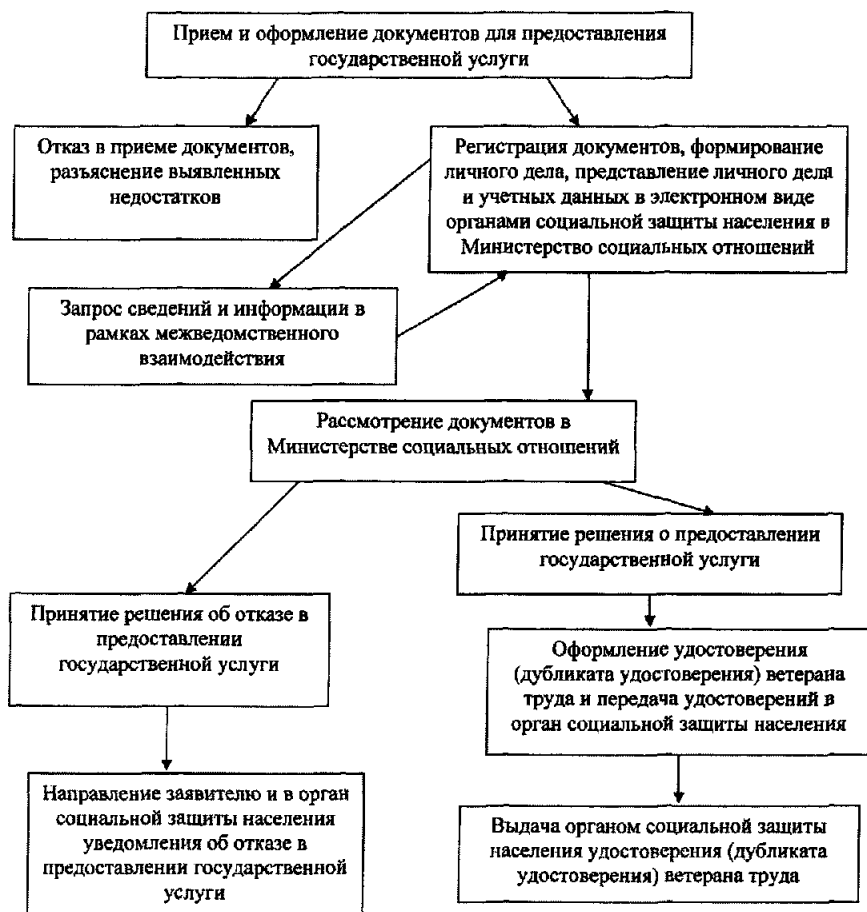 Прием и оформление документов для предоставления
государственной услуги
Отказ в приеме документов,
разъяснение выявленных
недостатков
Регистрация документов, формирование
личного дела, представление личного дела
и учетных данных в электронном виде
органами социальной защиты населения в
Министерство социальных отношений
Запрос сведений и информации в
рамках межведомственного
взаимодействия
Рассмотрение документов в
Министерстве социальных отношений
Принятие решения о предоставлении
государственной услуги
Принятие решения об отказе в
предоставлении
государственной услуги
Оформление удостоверения
(дубликата удостоверения) ветерана
труда и передача удостоверений в
орган социальной защиты населения
Направление заявителю и в орган
социальной защиты населения
уведомления об отказе в
предоставлении государственной
услуги
Выдача органом социальной защиты
населения удостоверения (дубликата
удостоверения) ветерана труда